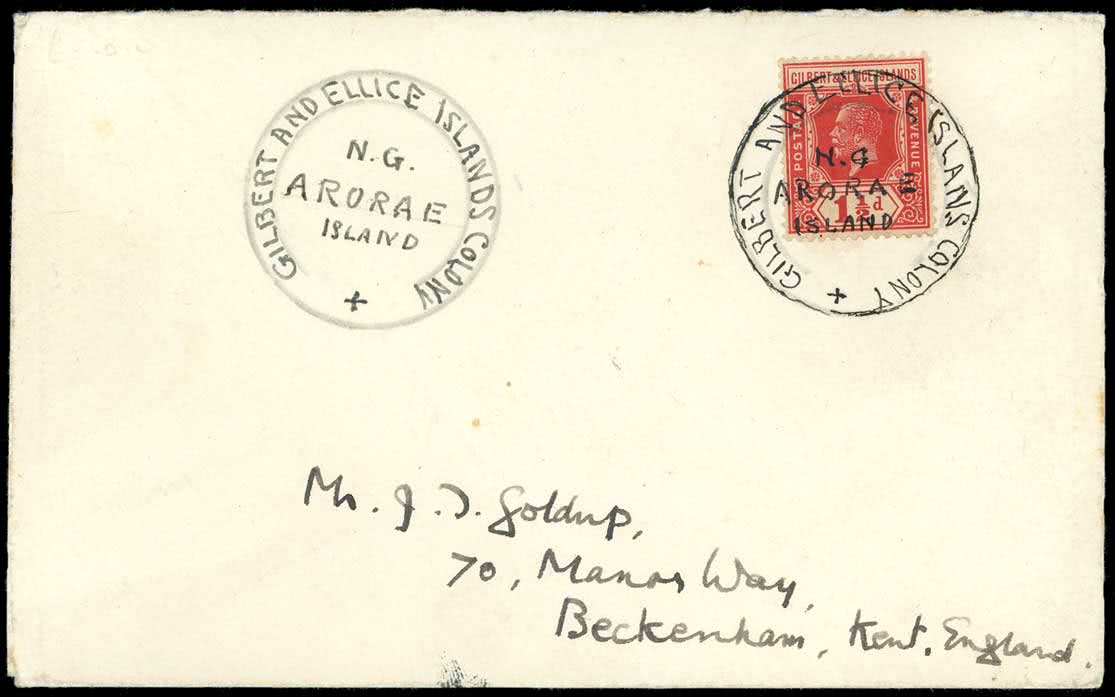 GILBERT AND ELLICE ISLANDS COLONY
N.G.
ARORAE
ISLAND
+
GILBERT & ELLICE ISLANDS
POSTAGE
REVENUE
1½d
GILBERT AND ELLICE ISLANS COLONY
N.G
ARORAE
ISLAND
+
Mr. J. D. Goldup,
70, Manor Way,
Beckenham, Kent. England.